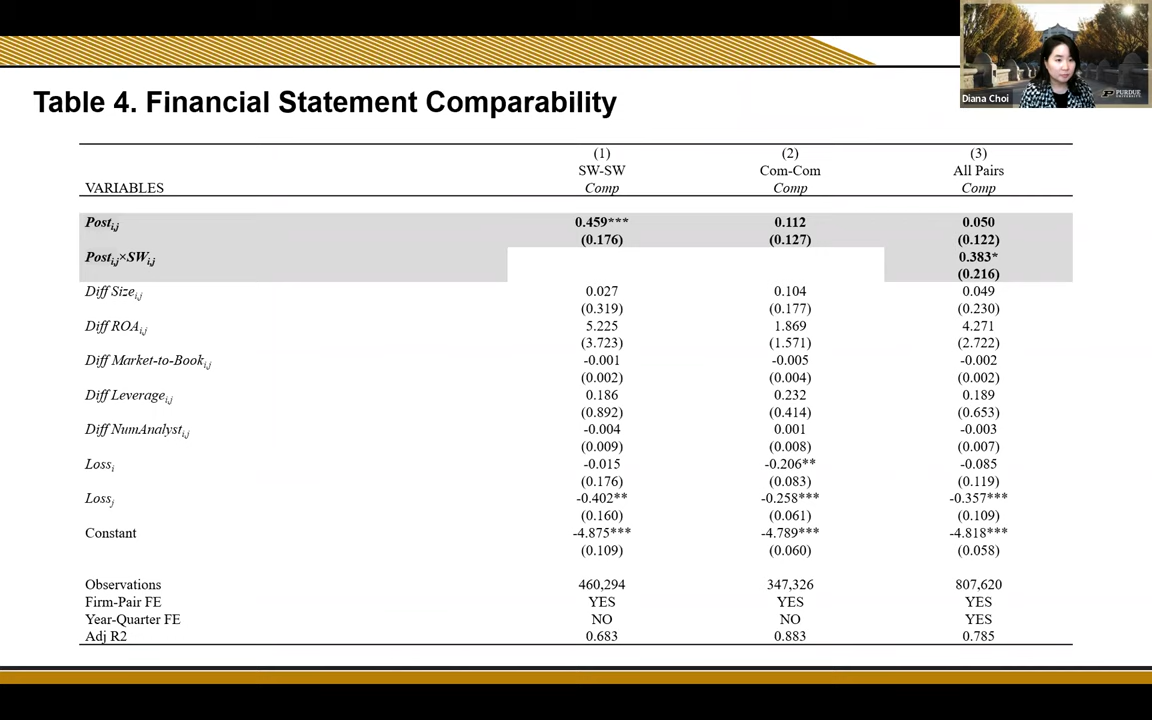 Diana Choi
PURDUE
UNIVERSITY
Table 4. Financial Statement Comparability
(1) (2) (3)
SW-SW Com-Com All Pairs
VARIABLES Comp Comp Comp
Posti,j 0.459*** 0.112 0.050
(0.176) (0.127) (0.122)
Posti,j×SWi,j 0.383*
(0.216)
Diff Sizei,j 0.027 0.104 0.049
(0.319) (0.177) (0.230)
Diff ROAi,j 5.225 1.869 4.271
(3.723) (1.571) (2.722)
Diff Market-to-Booki,j -0.001 -0.005 -0.002
(0.002) (0.004) (0.002)
Diff Leveragei,j 0.186 0.232 0.189
(0.892) (0.414) (0.653)
Diff NumAnalysti,j -0.004 0.001 -0.003
(0.009) (0.008) (0.007)
Lossi -0.015 -0.206** -0.085
(0.176) (0.083) (0.119)
Lossj -0.402** -0.258*** -0.357***
(0.160) (0.061) (0.109)
Constant -4.875*** -4.789*** -4.818***
(0.109) (0.060) (0.058)
Observations 460,294 347,326 807,620
Firm-Pair FE YES YES YES
Year-Quarter FE NO NO YES
Adj R2 0.683 0.883 0.785